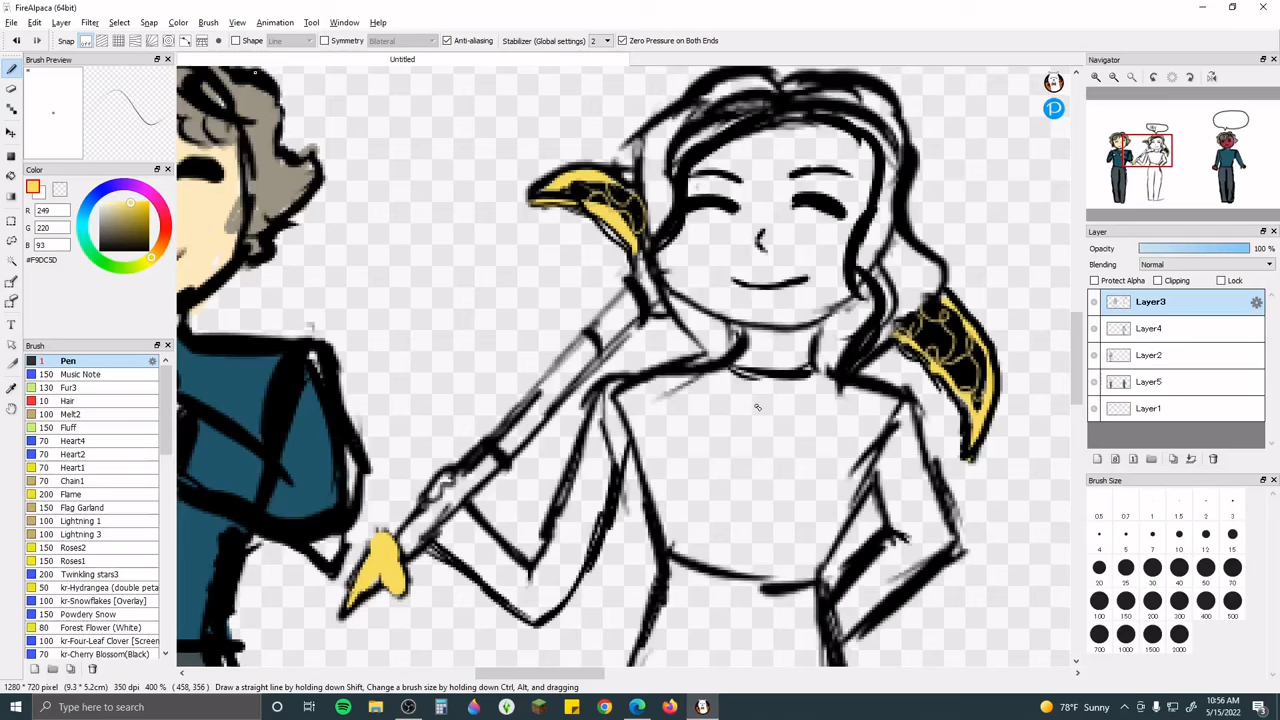 FireAlpaca (64bit)
File Edit Layer Filter Select Snap Color Brush View Animation Tool Window Help
Snap Off Shape Line Symmetry Bilateral Anti-aliasing Stabilizer (Global settings) 2 Zero Pressure on Both Ends
Brush Preview
Untitled
Navigator
Color
R 249
G 220
B 93
#F9DC5D
Brush
1 Pen
150 Music Note
130 Fur3
10 Hair
100 Melt2
150 Fluff
70 Heart4
70 Heart2
70 Heart1
70 Chain1
200 Flame
150 Flag Garland
100 Lightning 1
100 Lightning 3
100 Roses2
100 Roses1
200 Twinkling stars3
50 kr-Hydrangea (double peta
100 kr-Snowflakes [Overlay]
150 Powdery Snow
80 Forest Flower (White)
100 kr-Four-Leaf Clover [Screen
70 kr-Cherry Blossom(Black)
Layer
Opacity 100 %
Blending Normal
Protect Alpha Clipping Lock
Layer3
Layer4
Layer2
Layer5
Layer1
Brush Size
0.5 0.7 1 1.5 2 3
4 5 7 10 12 15
20 25 30 40 50 70
100 150 200 300 400 500
700 1000 1500 2000
1280 * 720 pixel (9.3 * 5.2cm) 350 dpi 400 % ( 458, 356 ) Draw a straight line by holding down Shift, Change a brush size by holding down Ctrl, Alt, and dragging
Type here to search
78°F Sunny
10:56 AM
5/15/2022